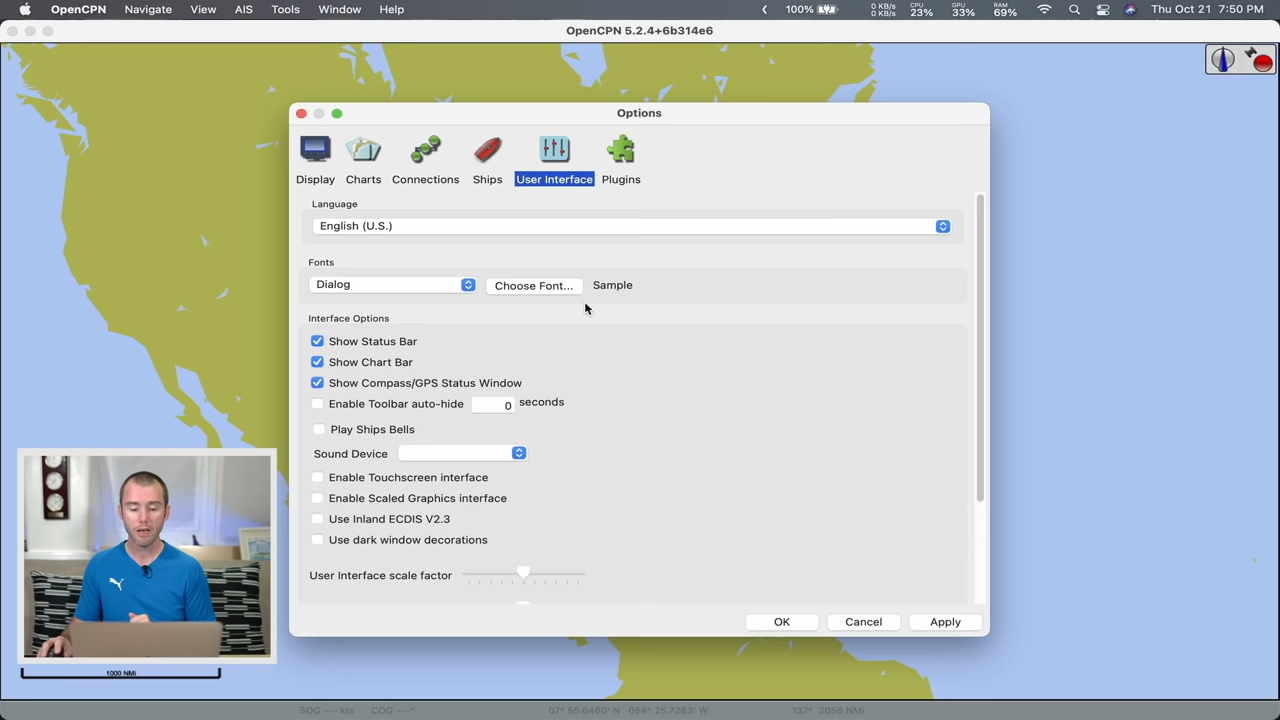 OpenCPN Navigate View AIS Tools Window Help 100% 0 KB/s 0 KB/s CPU 23% GPU 33% RAM 69% Thu Oct 21 7:50 PM
OpenCPN 5.2.4+6b314e6
Options
Display Charts Connections Ships User Interface Plugins
Language
English (U.S.)
Fonts
Dialog Choose Font... Sample
Interface Options
Show Status Bar
Show Chart Bar
Show Compass/GPS Status Window
Enable Toolbar auto-hide 0 seconds
Play Ships Bells
Sound Device
Enable Touchscreen interface
Enable Scaled Graphics interface
Use Inland ECDIS V2.3
Use dark window decorations
User Interface scale factor
OK Cancel Apply
1000 NMi
SOG --- kts COG ---° 07° 55.6460' N 054° 25.7283' W 137° 2058 NMi